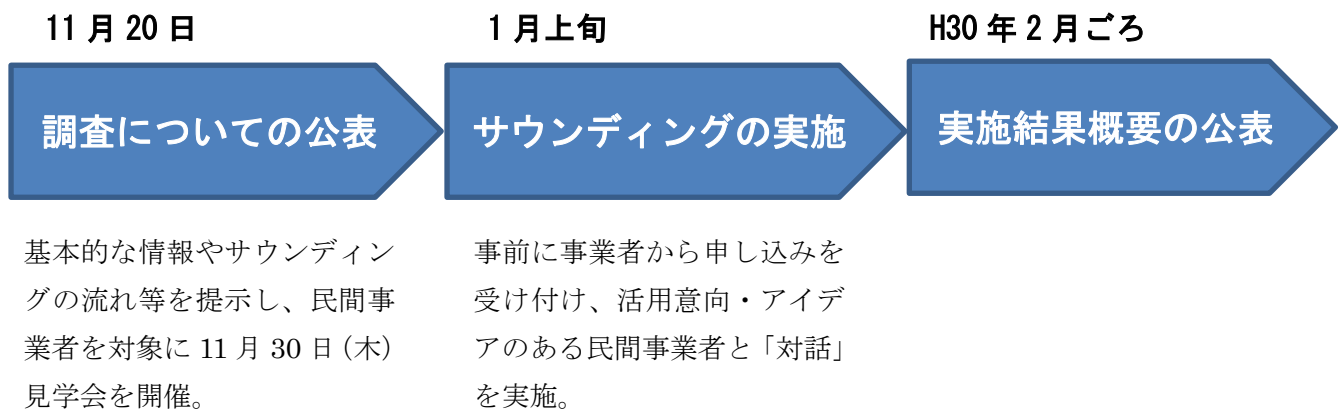 11月20日
調査についての公表
基本的な情報やサウンディン
グの流れ等を提示し、民間事
業者を対象に11月30日(木)
見学会を開催。
1月上旬
サウンディングの実施
事前に事業者から申し込みを
受け付け、活用意向・アイデ
アのある民間事業者と「対話」
を実施。
H30年2月ごろ
実施結果概要の公表